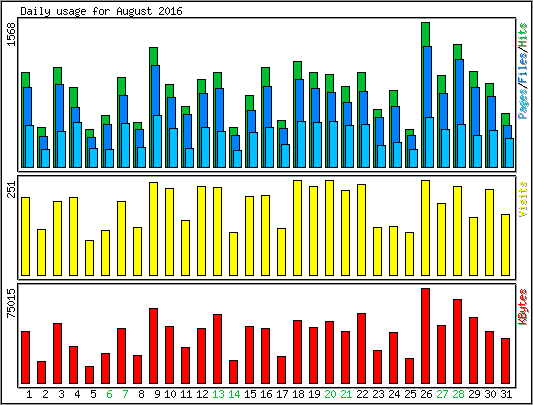 Daily usage for August 2016
1568
Pages/Files/Hits
251
Visits
75015
KBytes
1 2 3 4 5 6 7 8 9 10 11 12 13 14 15 16 17 18 19 20 21 22 23 24 25 26 27 28 29 30 31